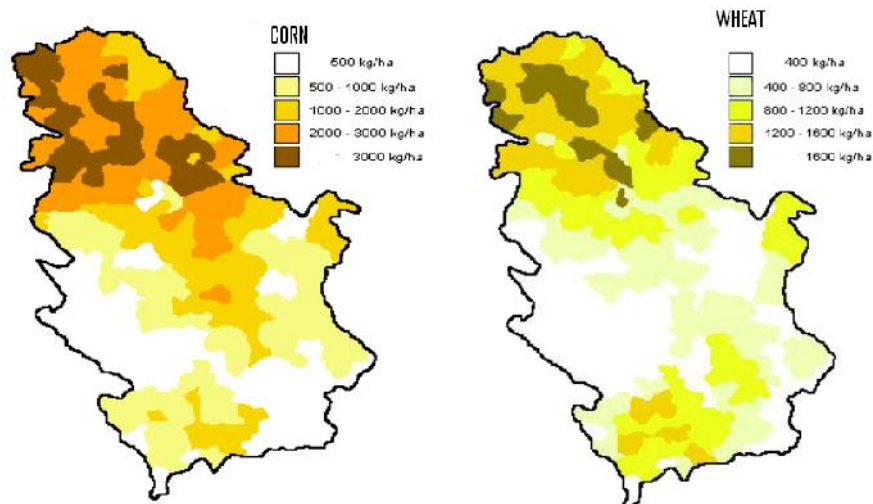 CORN
500 kg/ha
500 - 1000 kg/ha
1000 - 2000 kg/ha
2000 - 3000 kg/ha
3000 kg/ha
WHEAT
400 kg/ha
400 - 800 kg/ha
800 - 1200 kg/ha
1200 - 1600 kg/ha
1600 kg/ha